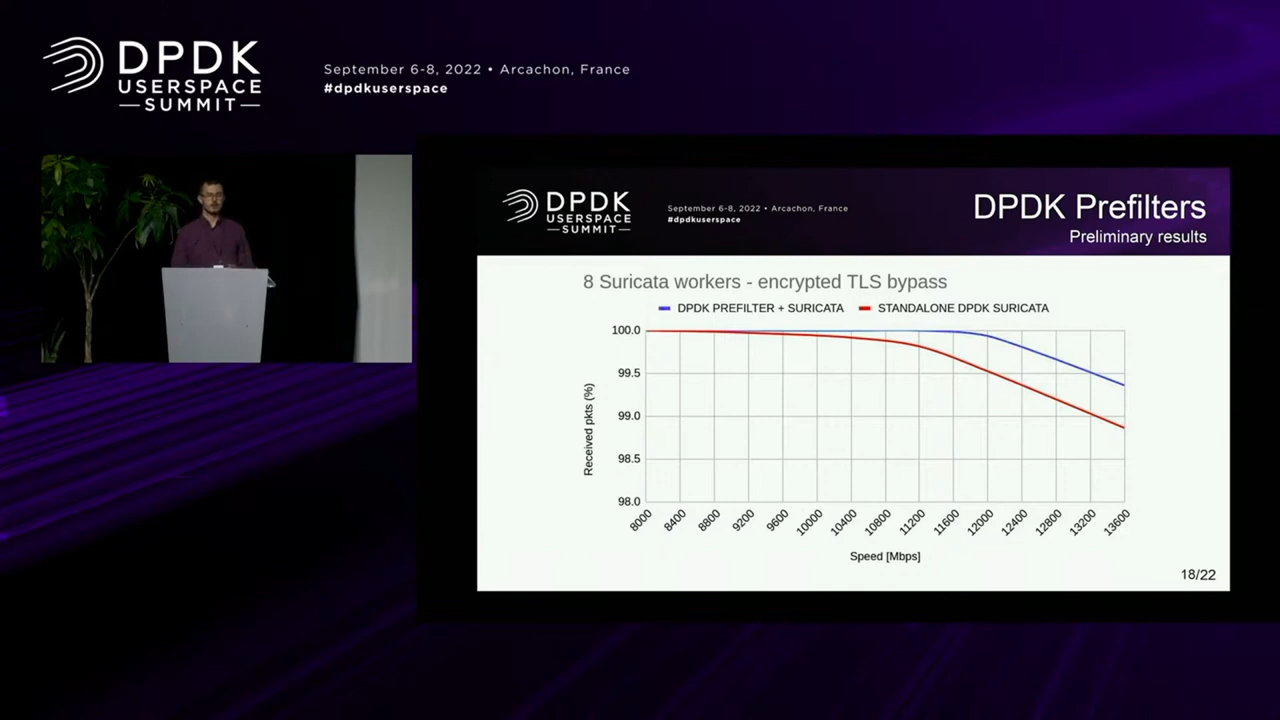 DPDK
USERSPACE
SUMMIT
September 6-8, 2022 • Arcachon, France
#dpdkuserspace
DPDK
USERSPACE
SUMMIT
September 6-8, 2022 • Arcachon, France
#dpdkuserspace
DPDK Prefilters
Preliminary results
8 Suricata workers - encrypted TLS bypass
DPDK PREFILTER + SURICATA STANDALONE DPDK SURICATA
100.0
99.5
99.0
98.5
98.0
Received pkts (%)
8000 8400 8800 9200 9600 10000 10400 10800 11200 11600 12000 12400 12800 13200 13600
Speed [Mbps]
18/22